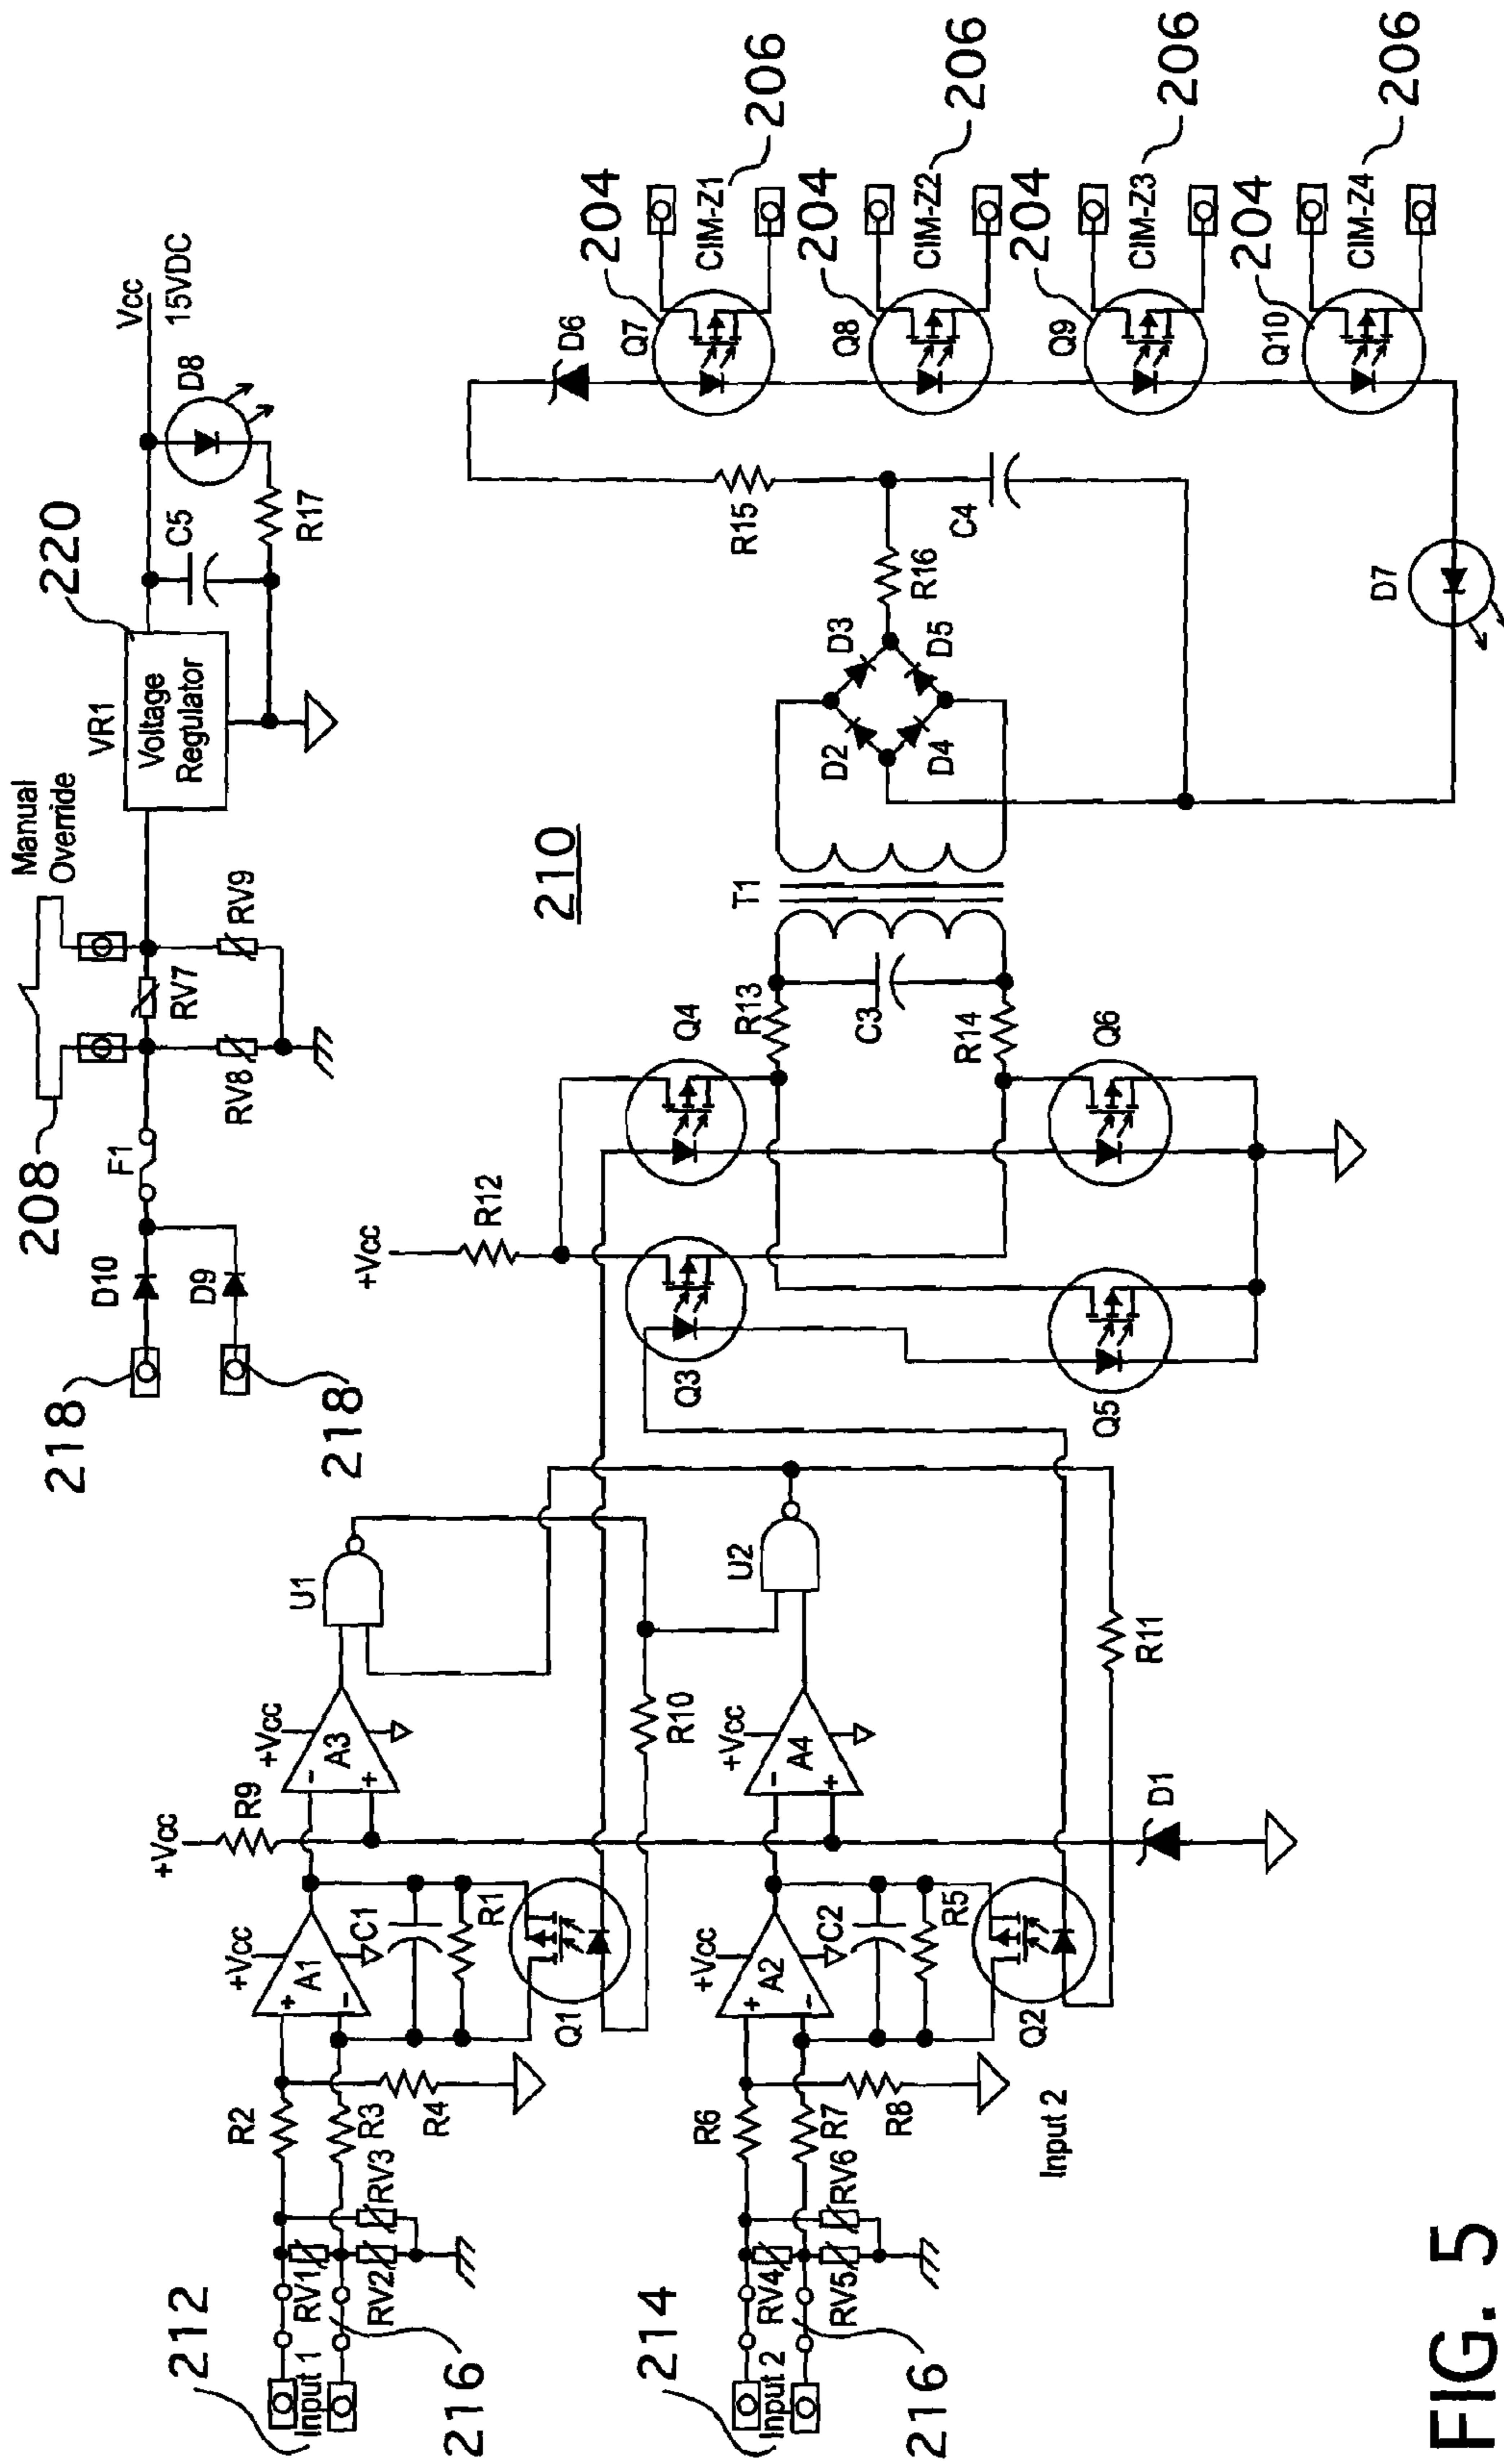 Manual
Override
208
218
D10
F1
RV7
RV8
RV9
VR1
Voltage
Regulator
220
C5
D8
R17
Vcc
15VDC
218
D9
210
212
Input 1
216
RV1
RV2
RV3
R2
R3
R4
+Vcc
A1
+
-
C1
R1
Q1
+Vcc
R9
+Vcc
A3
-
+
U1
R10
214
Input 2
216
RV4
RV5
RV6
R6
R7
R8
Input 2
+Vcc
A2
+
-
C2
R5
Q2
+Vcc
A4
-
+
U2
D1
R11
+Vcc
R12
Q3
Q4
Q5
Q6
R13
R14
C3
T1
D2
D3
D4
D5
R16
R15
C4
D6
D7
Q7
204
CIM-Z1
206
Q8
204
CIM-Z2
206
Q9
204
CIM-Z3
206
Q10
204
CIM-Z4
206
FIG. 5